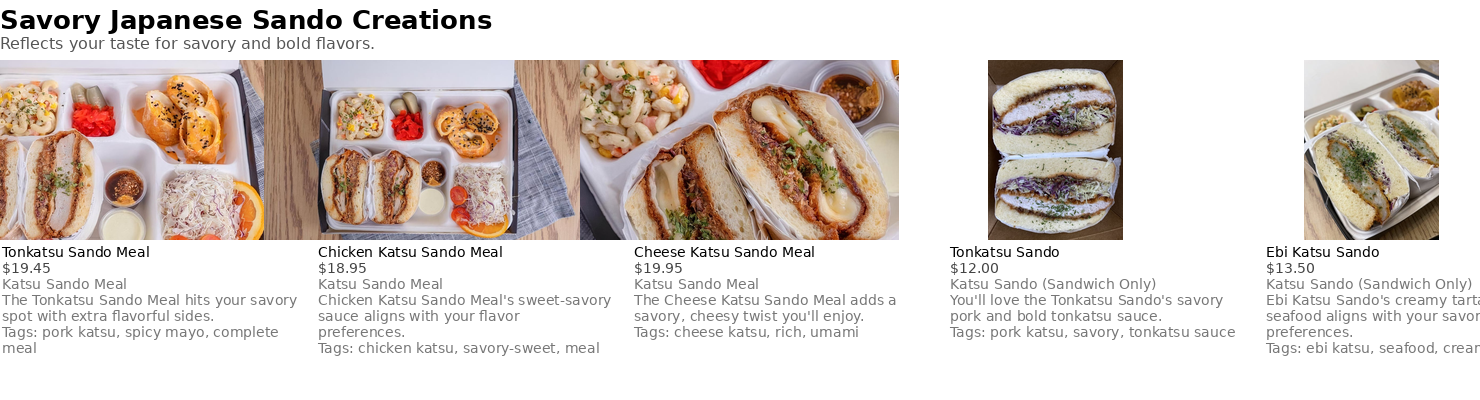 Savory Japanese Sando Creations
Reflects your taste for savory and bold flavors.
Tonkatsu Sando Meal
$19.45
Katsu Sando Meal
The Tonkatsu Sando Meal hits your savory
spot with extra flavorful sides.
Tags: pork katsu, spicy mayo, complete
meal
Chicken Katsu Sando Meal
$18.95
Katsu Sando Meal
Chicken Katsu Sando Meal's sweet-savory
sauce aligns with your flavor
preferences.
Tags: chicken katsu, savory-sweet, meal
Cheese Katsu Sando Meal
$19.95
Katsu Sando Meal
The Cheese Katsu Sando Meal adds a
savory, cheesy twist you'll enjoy.
Tags: cheese katsu, rich, umami
Tonkatsu Sando
$12.00
Katsu Sando (Sandwich Only)
You'll love the Tonkatsu Sando's savory
pork and bold tonkatsu sauce.
Tags: pork katsu, savory, tonkatsu sauce
Ebi Katsu Sando
$13.50
Katsu Sando (Sandwich Only)
Ebi Katsu Sando's creamy
seafood aligns with your
preferences.
Tags: ebi katsu, seafood,